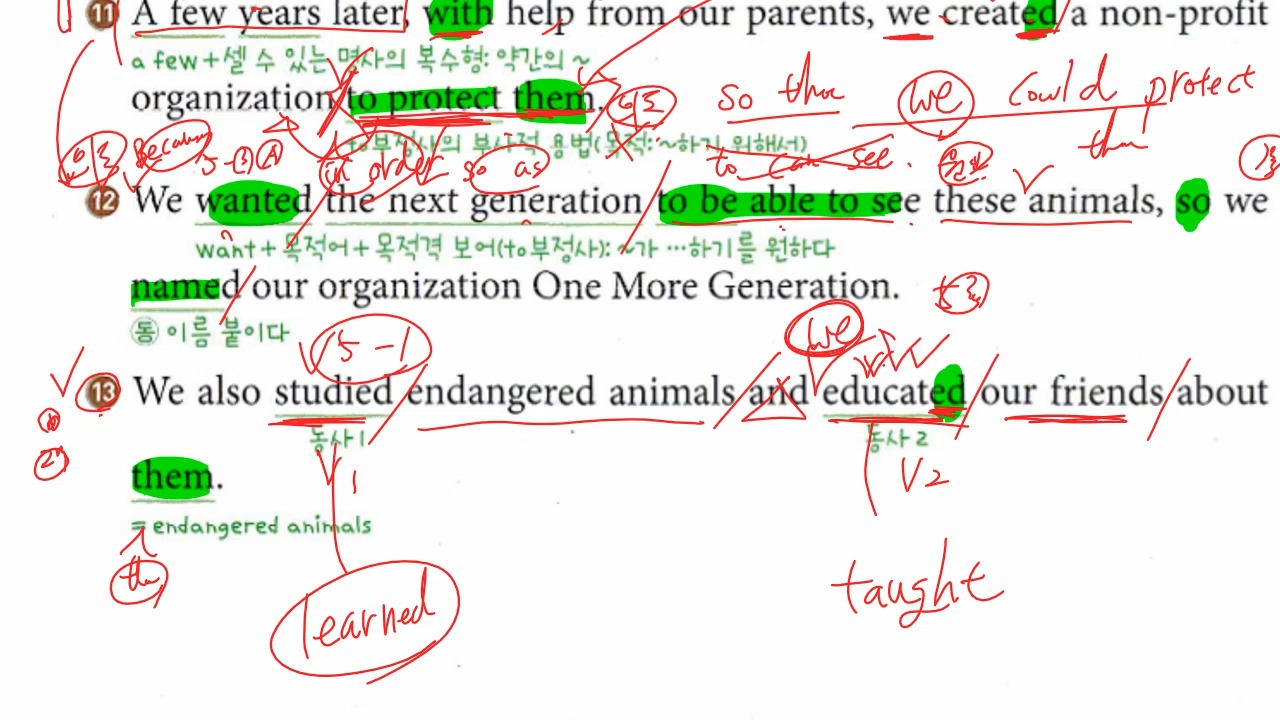 11 A few years later, with help from our parents, we created a non-profit
a few+셀 수 있는 명사의 복수형: 약간의 ~
organization to protect them.
so that we could protect
them
to부정사의 부사적 용법(목적: ~하기 위해서)
Because
5-③
in order so as
to can see.
12 We wanted the next generation to be able to see these animals, so we
want+목적어+목적격 보어(to부정사): ~가 …하기를 원하다
named our organization One More Generation.
동 이름 붙이다
5-1
we
13 We also studied endangered animals and educated our friends about
동사1
동사2
V1
V2
them.
= endangered animals
learned
taught